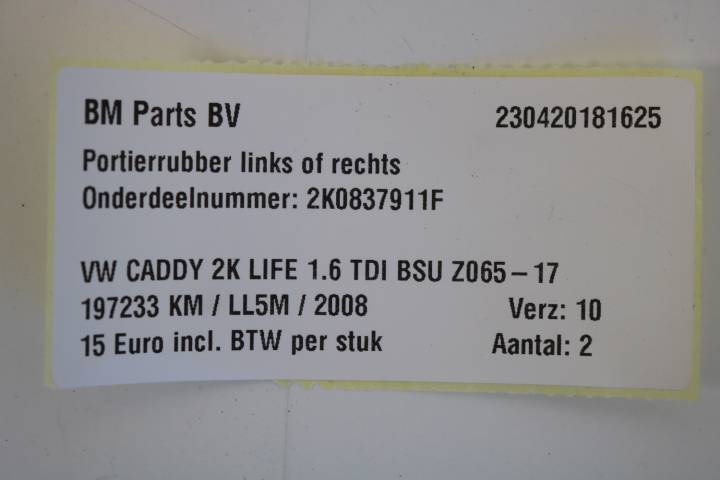 BM Parts BV 230420181625
Portierrubber links of rechts
Onderdeelnummer: 2K0837911F
VW CADDY 2K LIFE 1.6 TDI BSU Z065-17
197233 KM / LL5M / 2008 Verz: 10
15 Euro incl. BTW per stuk Aantal: 2